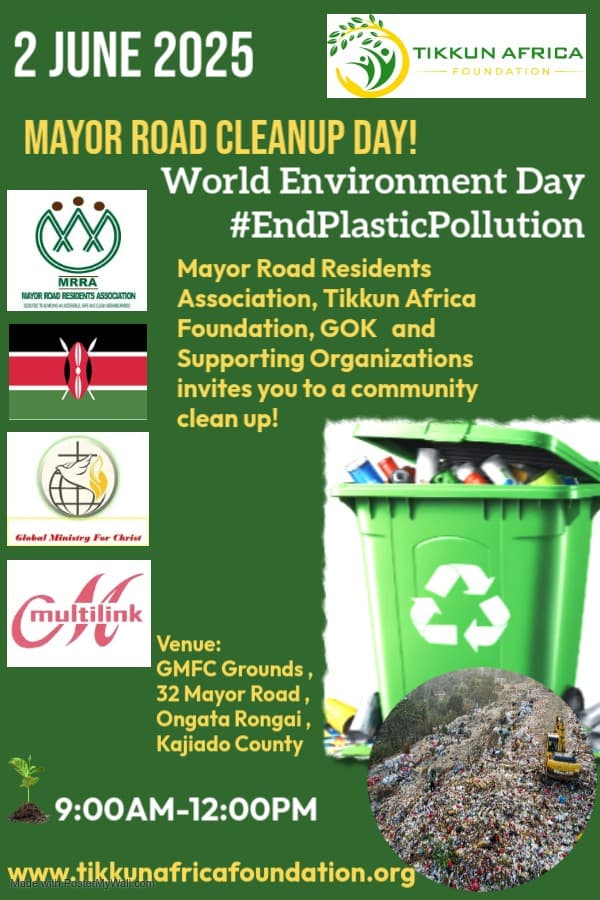 2 JUNE 2025
TIKKUN AFRICA
FOUNDATION
MAYOR ROAD CLEANUP DAY!
World Environment Day
#EndPlasticPollution
MRRA
MAYOR ROAD RESIDENTS ASSOCIATION
Mayor Road Residents
Association, Tikkun Africa
Foundation, GOK and
Supporting Organizations
invites you to a community
clean up!
Global Ministry For Christ
multilink
Venue:
GMFC Grounds ,
32 Mayor Road ,
Ongata Rongai ,
Kajiado County
9:00AM-12:00PM
www.tikkunafricafoundation.org
Made with PosterMyWall.com